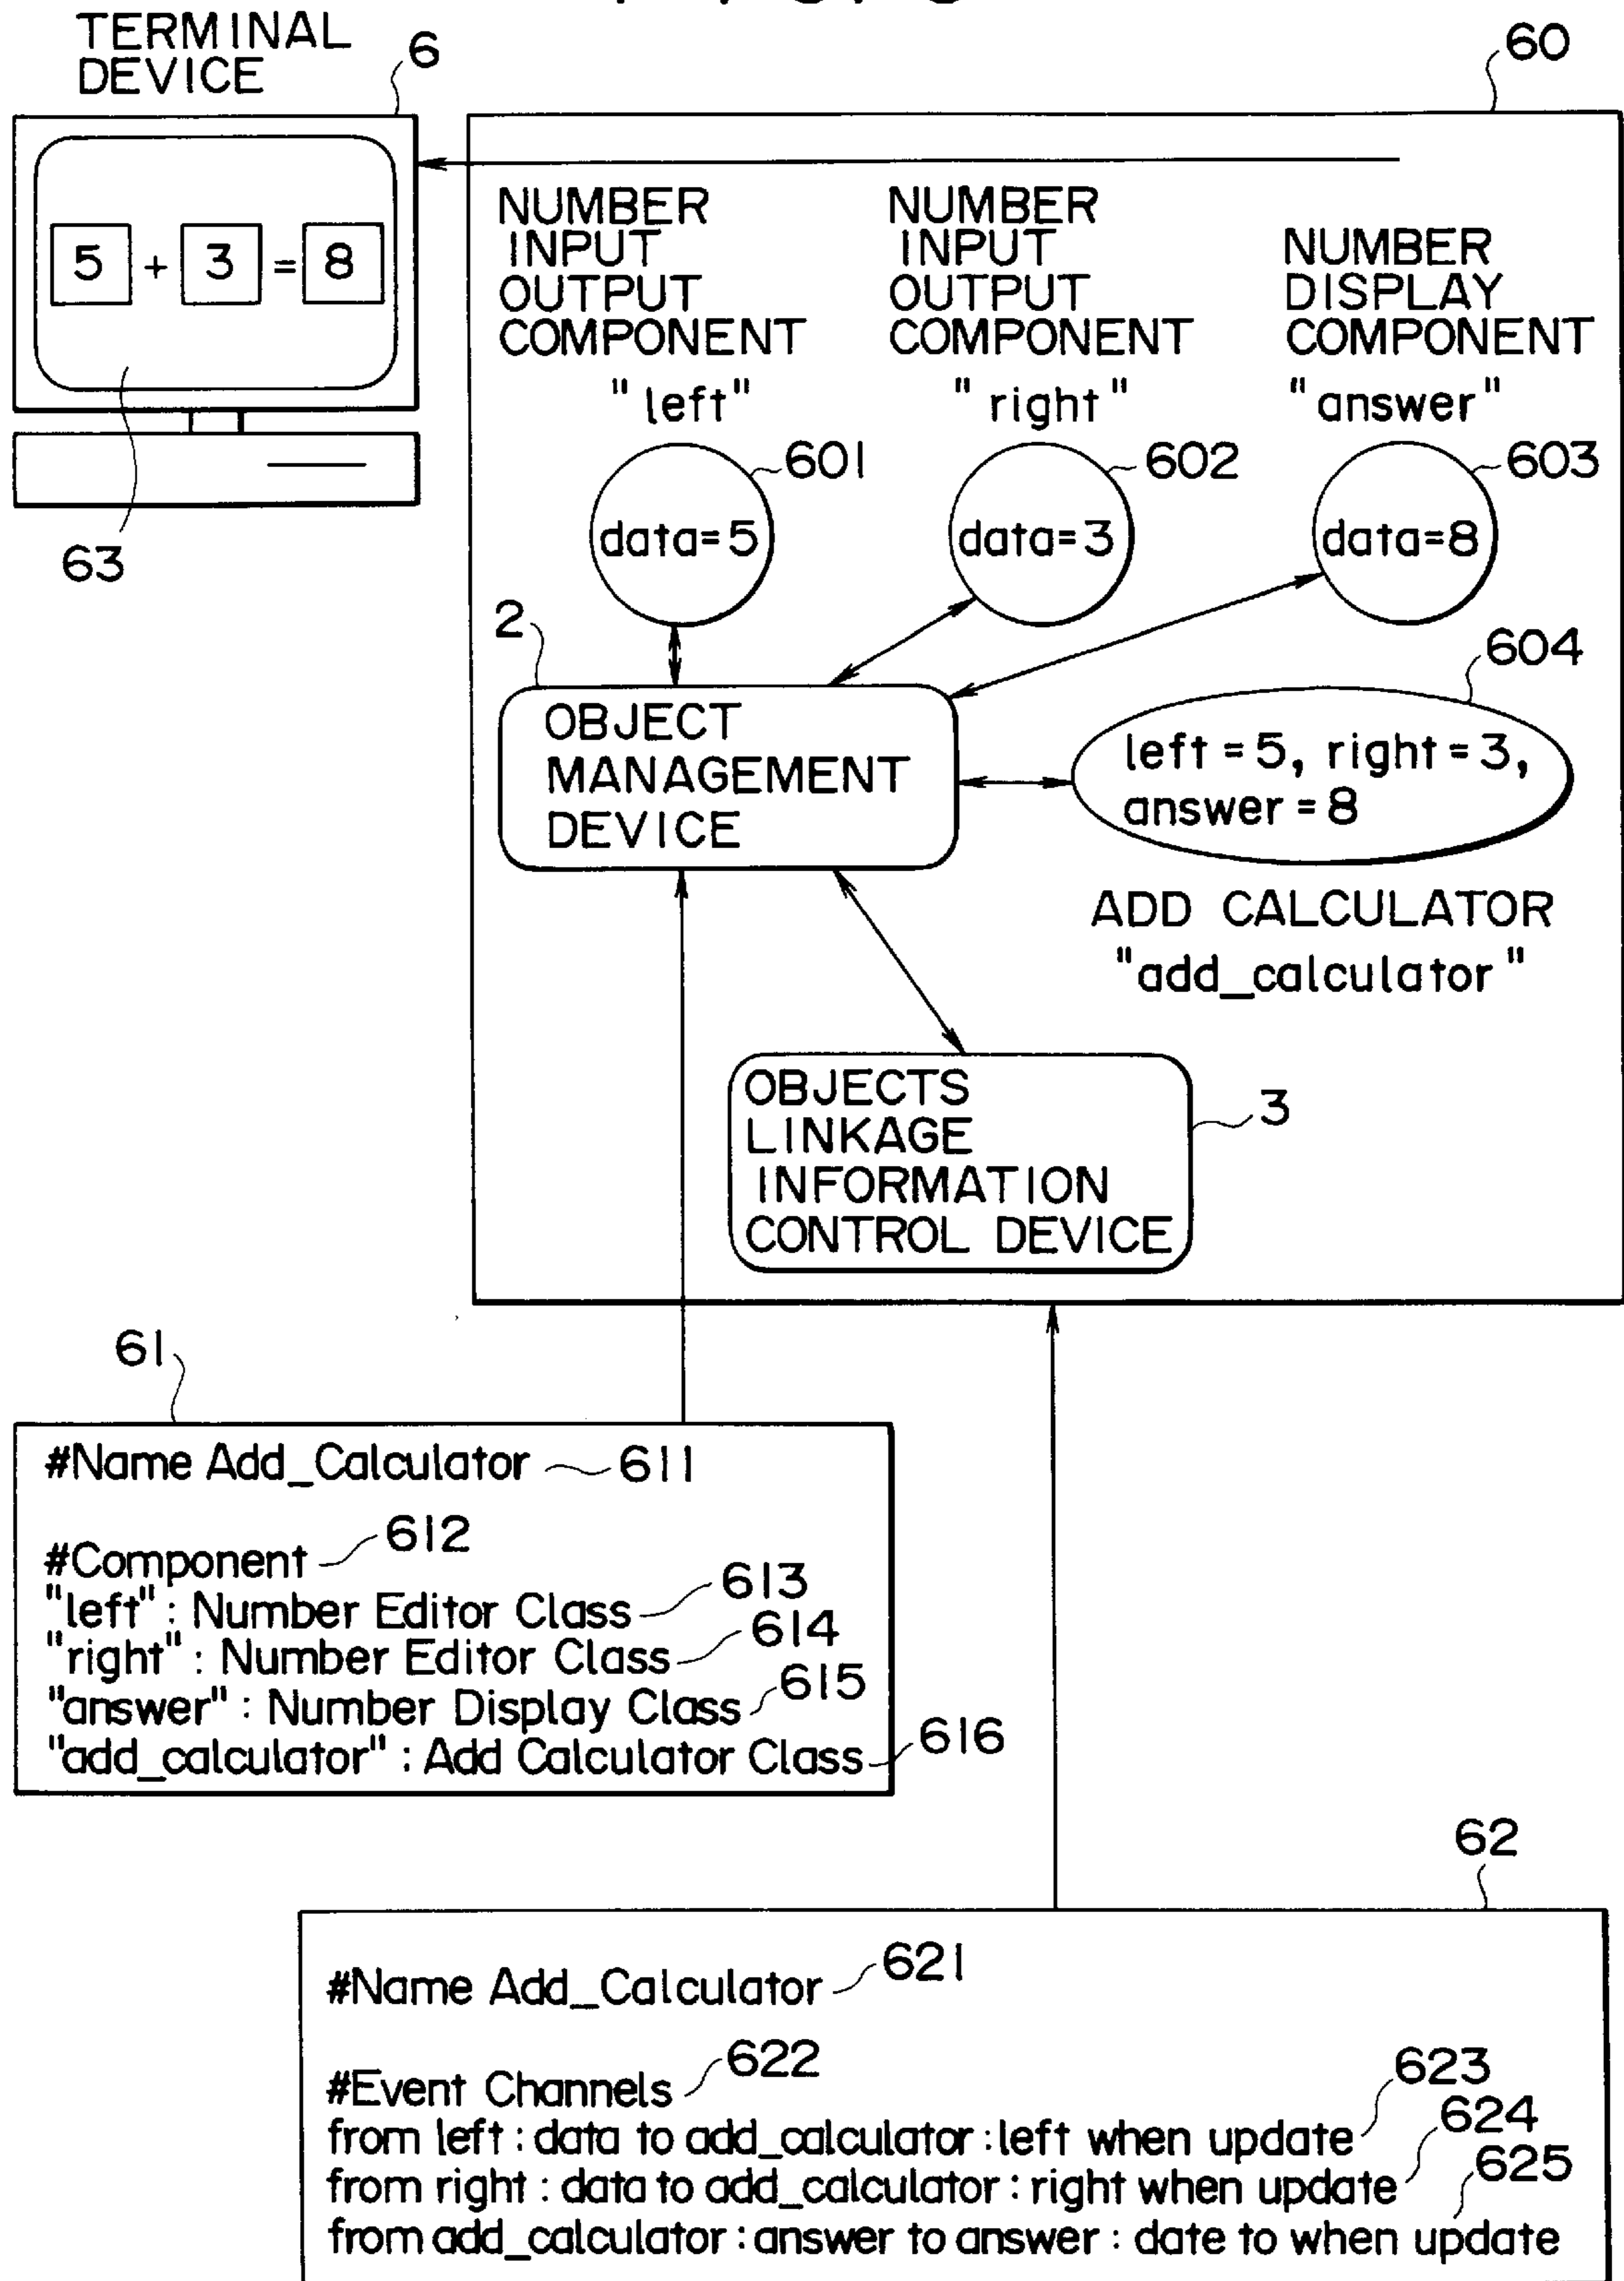 TERMINAL
DEVICE
6
60
5 + 3 = 8
63
NUMBER
INPUT
OUTPUT
COMPONENT
"left"
NUMBER
INPUT
OUTPUT
COMPONENT
"right"
NUMBER
DISPLAY
COMPONENT
"answer"
601
602
603
data=5
data=3
data=8
2
604
OBJECT
MANAGEMENT
DEVICE
left = 5, right = 3,
answer = 8
ADD CALCULATOR
"add_calculator"
OBJECTS
LINKAGE
INFORMATION
CONTROL DEVICE
3
61
#Name Add_Calculator 611
#Component 612
"left" : Number Editor Class 613
"right" : Number Editor Class 614
"answer" : Number Display Class 615
"add_calculator" : Add Calculator Class 616
62
#Name Add_Calculator 621
#Event Channels 622
from left : data to add_calculator : left when update 623
from right : data to add_calculator : right when update 624
from add_calculator : answer to answer : date to when update 625